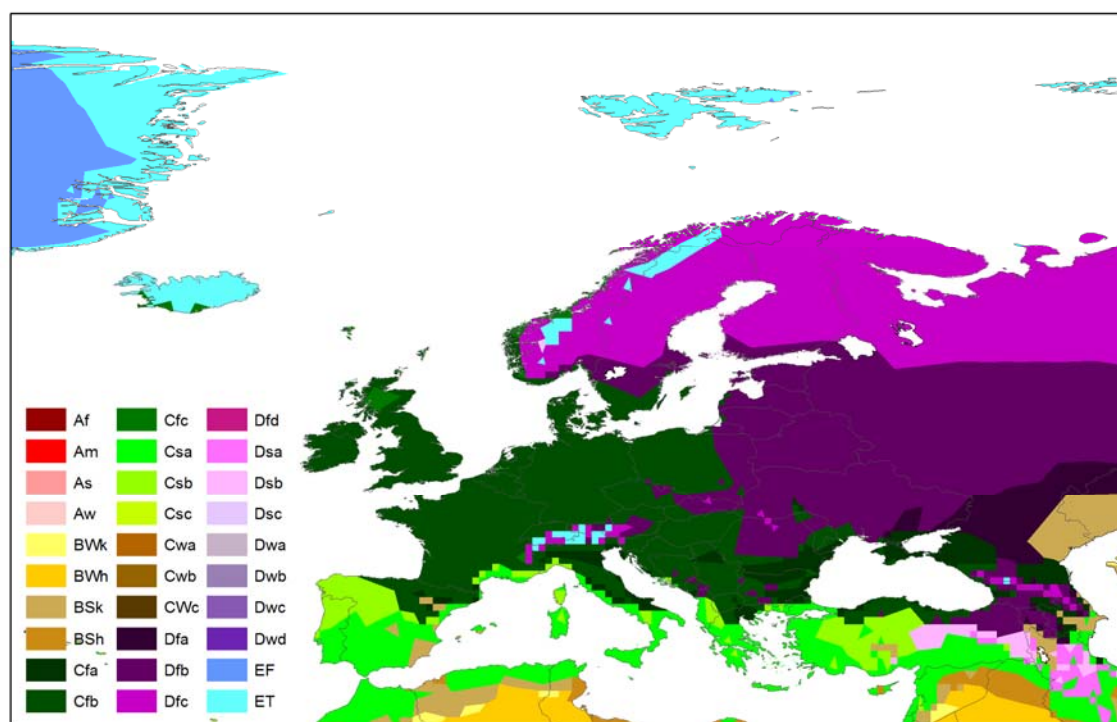 Af Cfc Dfd
Am Csa Dsa
As Csb Dsb
Aw Csc Dsc
BWk Cwa Dwa
BWh Cwb Dwb
BSk CWc Dwc
BSh Dfa Dwd
Cfa Dfb EF
Cfb Dfc ET